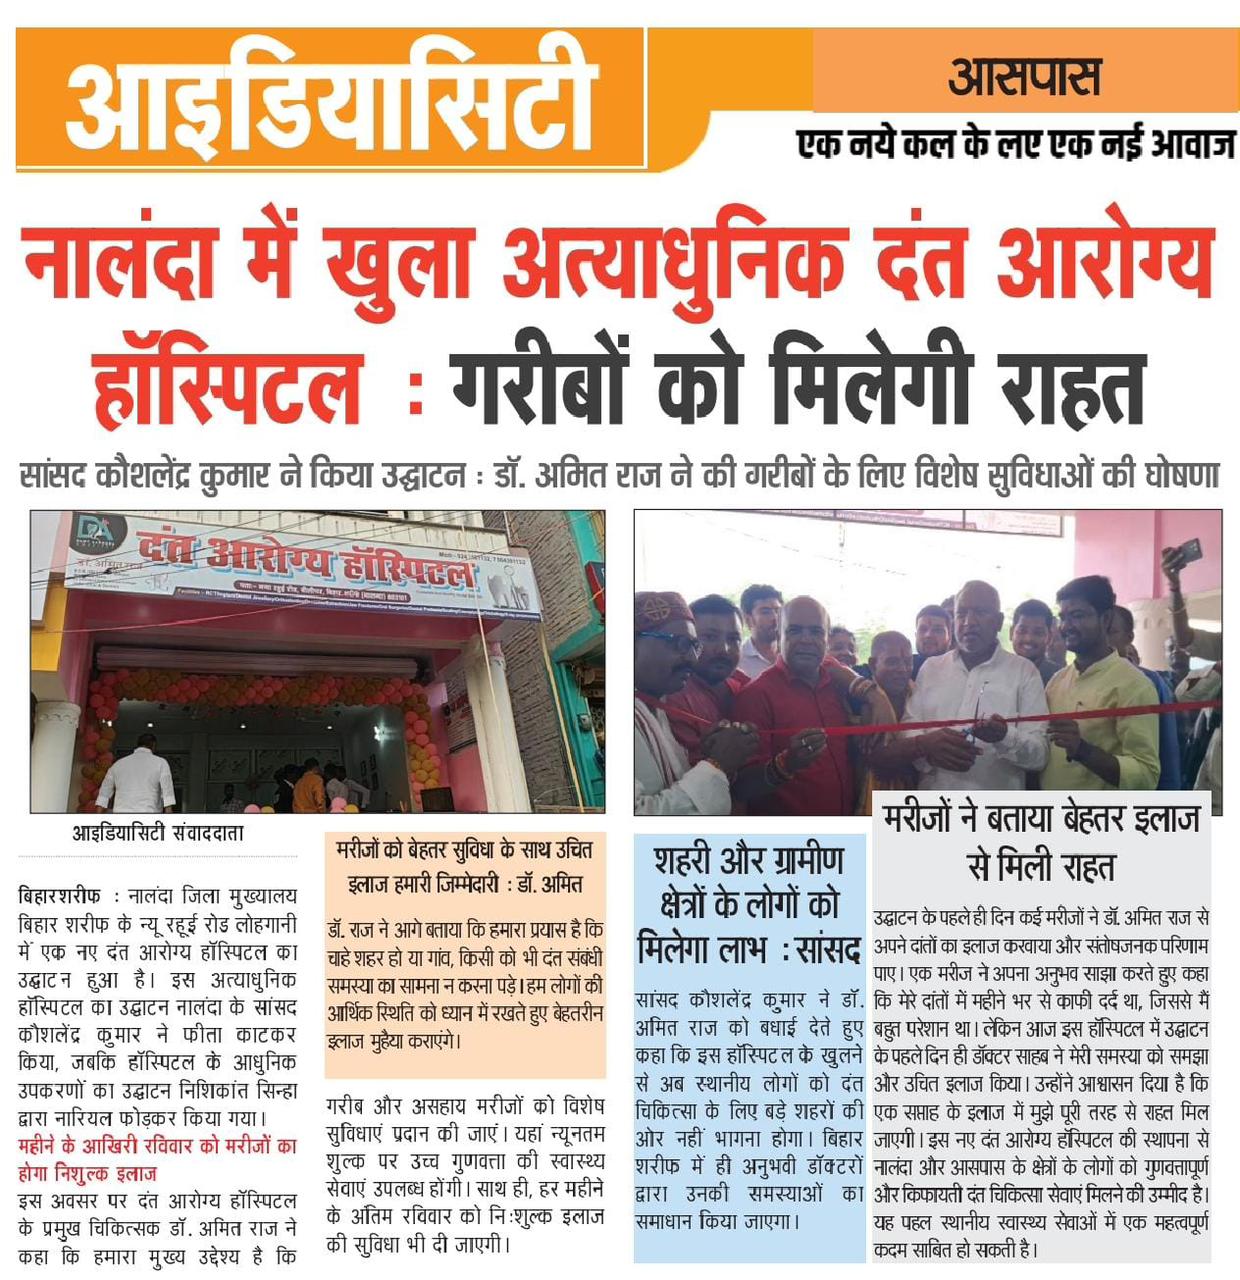 आइडियासिटी
आसपास
एक नये कल के लए एक नई आवाज
नालंदा में खुला अत्याधुनिक दंत आरोग्य
हॉस्पिटल : गरीबों को मिलेगी राहत
सांसद कौशलेंद्र कुमार ने किया उद्घाटन : डॉ. अमित राज ने की गरीबों के लिए विशेष सुविधाओं की घोषणा
DA
दंत आरोग्य हॉस्पिटल
डा. अमित राज
आइडियासिटी संवाददाता
बिहारशरीफ : नालंदा जिला मुख्यालय
बिहार शरीफ के न्यू रहूई रोड लोहगानी
में एक नए दंत आरोग्य हॉस्पिटल का
उद्घाटन हुआ है। इस अत्याधुनिक
हॉस्पिटल का उद्घाटन नालंदा के सांसद
कौशलेंद्र कुमार ने फीता काटकर
किया, जबकि हॉस्पिटल के आधुनिक
उपकरणों का उद्घाटन निशिकांत सिन्हा
द्वारा नारियल फोड़कर किया गया।
महीने के आखिरी रविवार को मरीजों का
होगा निशुल्क इलाज
इस अवसर पर दंत आरोग्य हॉस्पिटल
के प्रमुख चिकित्सक डॉ. अमित राज ने
कहा कि हमारा मुख्य उद्देश्य है कि
मरीजों को बेहतर सुविधा के साथ उचित
इलाज हमारी जिम्मेदारी : डॉ. अमित
डॉ. राज ने आगे बताया कि हमारा प्रयास है कि
चाहे शहर हो या गांव, किसी को भी दंत संबंधी
समस्या का सामना न करना पड़े। हम लोगों की
आर्थिक स्थिति को ध्यान में रखते हुए बेहतरीन
इलाज मुहैया कराएंगे।
गरीब और असहाय मरीजों को विशेष
सुविधाएं प्रदान की जाएं। यहां न्यूनतम
शुल्क पर उच्च गुणवत्ता की स्वास्थ्य
सेवाएं उपलब्ध होंगी। साथ ही, हर महीने
के अंतिम रविवार को नि:शुल्क इलाज
की सुविधा भी दी जाएगी।
शहरी और ग्रामीण
क्षेत्रों के लोगों को
मिलेगा लाभ : सांसद
सांसद कौशलेंद्र कुमार ने डॉ.
अमित राज को बधाई देते हुए
कहा कि इस हॉस्पिटल के खुलने
से अब स्थानीय लोगों को दंत
चिकित्सा के लिए बड़े शहरों की
ओर नहीं भागना होगा। बिहार
शरीफ में ही अनुभवी डॉक्टरों
द्वारा उनकी समस्याओं का
समाधान किया जाएगा।
मरीजों ने बताया बेहतर इलाज
से मिली राहत
उद्घाटन के पहले ही दिन कई मरीजों ने डॉ. अमित राज से
अपने दांतों का इलाज करवाया और संतोषजनक परिणाम
पाए। एक मरीज ने अपना अनुभव साझा करते हुए कहा
कि मेरे दांतों में महीने भर से काफी दर्द था, जिससे मैं
बहुत परेशान था। लेकिन आज इस हॉस्पिटल में उद्घाटन
के पहले दिन ही डॉक्टर साहब ने मेरी समस्या को समझा
और उचित इलाज किया। उन्होंने आश्वासन दिया है कि
एक सप्ताह के इलाज में मुझे पूरी तरह से राहत मिल
जाएगी। इस नए दंत आरोग्य हॉस्पिटल की स्थापना से
नालंदा और आसपास के क्षेत्रों के लोगों को गुणवत्तापूर्ण
और किफायती दंत चिकित्सा सेवाएं मिलने की उम्मीद है।
यह पहल स्थानीय स्वास्थ्य सेवाओं में एक महत्वपूर्ण
कदम साबित हो सकती है।